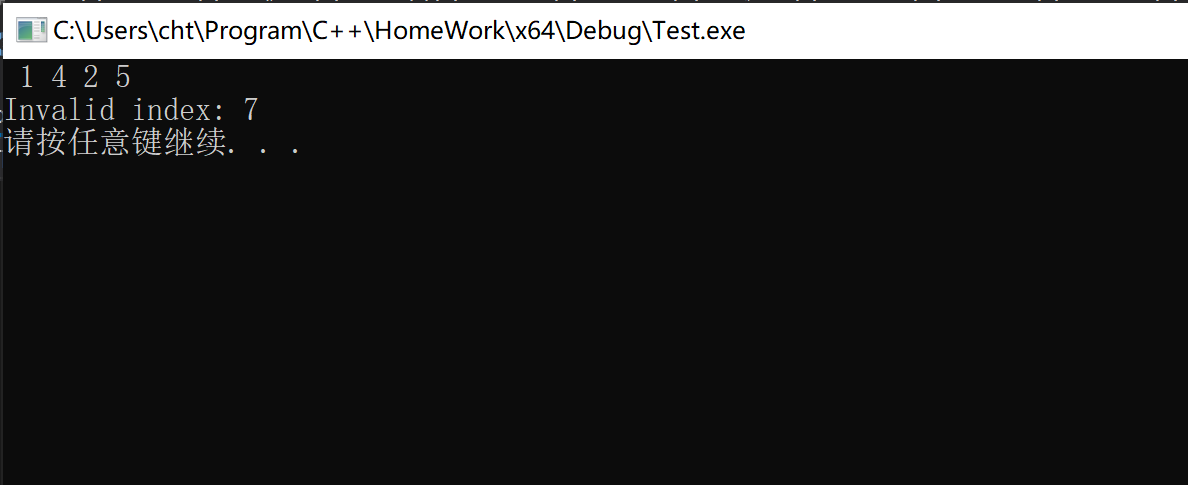 C:\Users\cht\Program\C++\HomeWork\x64\Debug\Test.exe
1 4 2 5
Invalid index: 7
请按任意键继续. . .